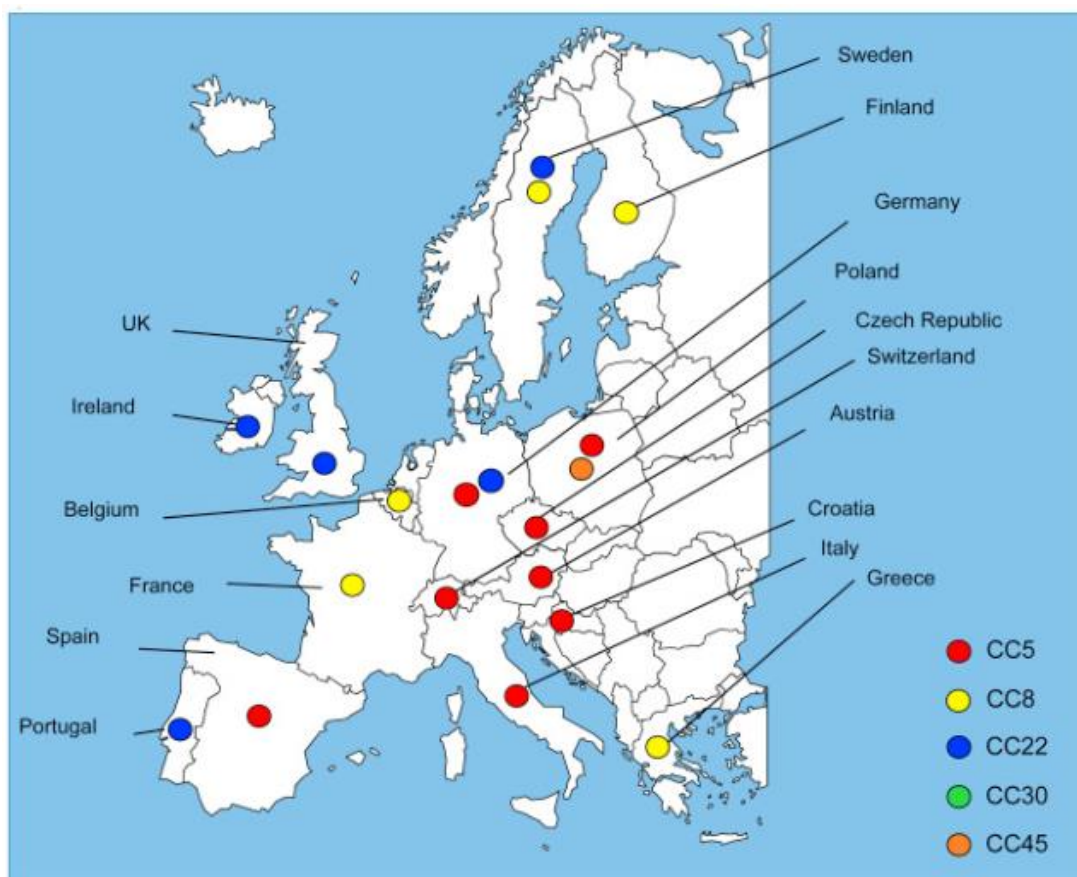 Sweden
Finland
Germany
Poland
Czech Republic
Switzerland
Austria
UK
Ireland
Belgium
France
Spain
Portugal
Croatia
Italy
Greece
CC5
CC8
CC22
CC30
CC45